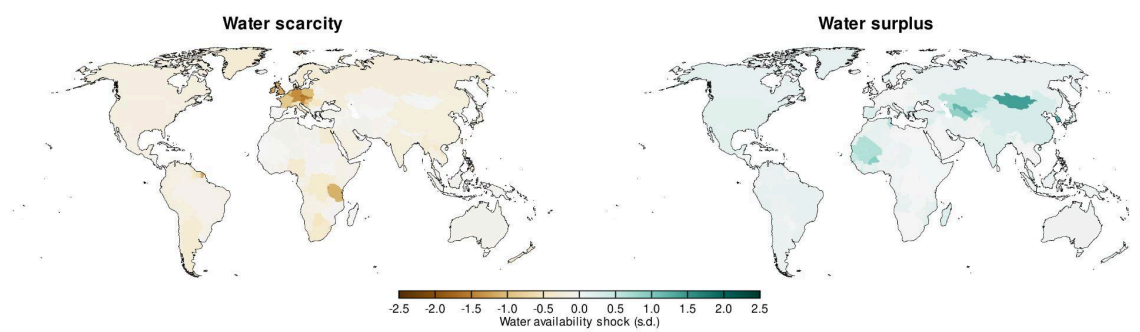 Water scarcity
Water surplus
-2.5 -2.0 -1.5 -1.0 -0.5 0.0 0.5 1.0 1.5 2.0 2.5
Water availability shock (s.d.)